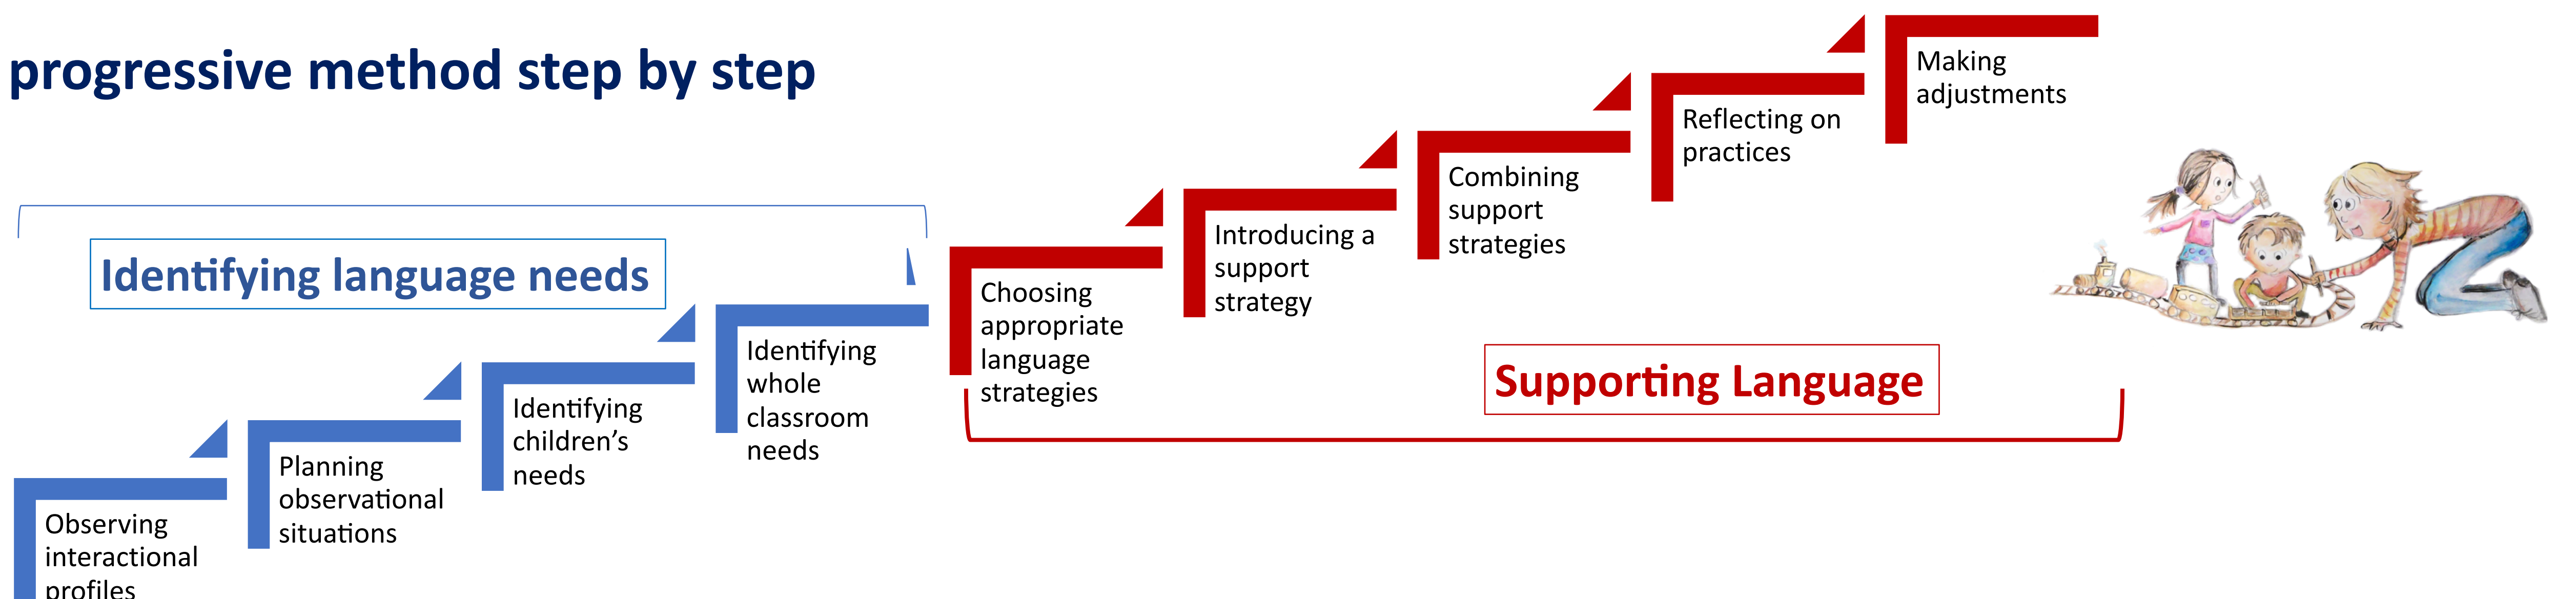 progressive method step by step
Identifying language needs
Observing
interactional
profiles
Planning
observational
situations
Identifying
children’s
needs
Identifying
whole
classroom
needs
Choosing
appropriate
language
strategies
Introducing a
support
strategy
Combining
support
strategies
Reflecting on
practices
Making
adjustments
Supporting Language